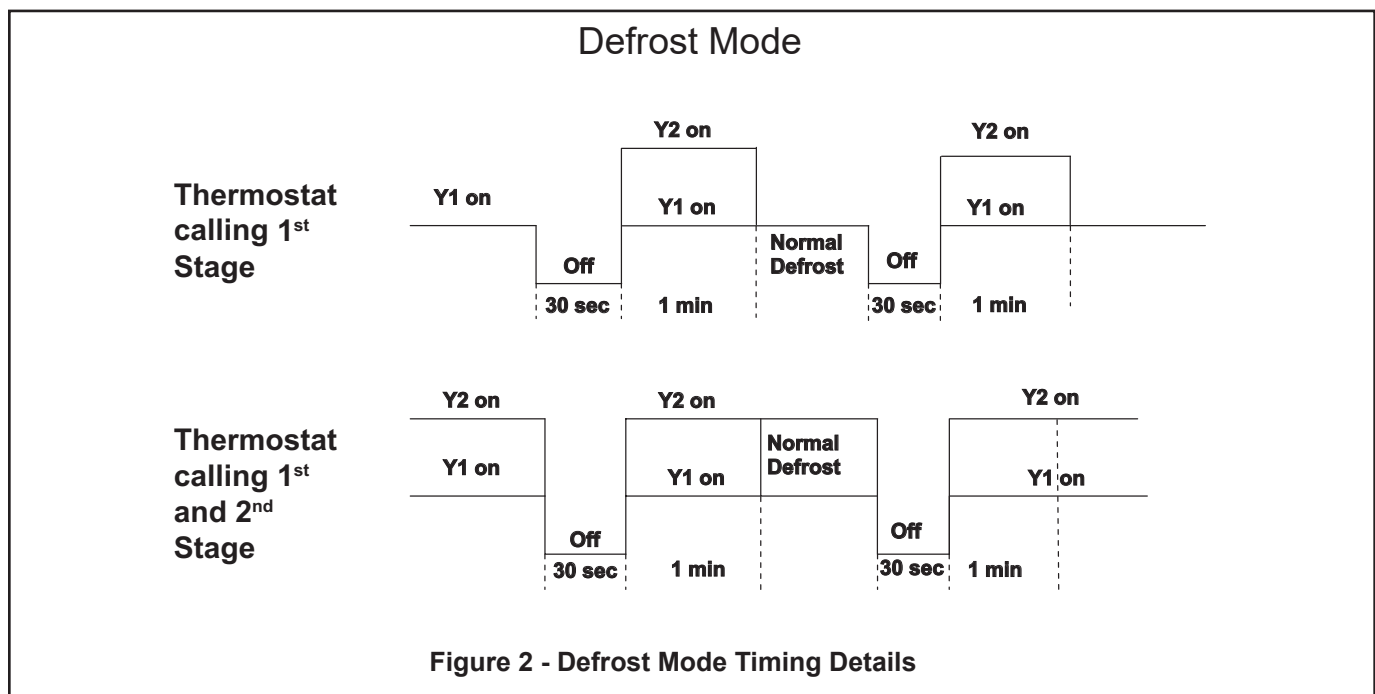 Defrost Mode
Y2 on
Y2 on
Thermostat
calling 1st
Stage
Y1 on
Y1 on
Y1 on
Normal
Defrost
Off
Off
30 sec
1 min
30 sec
1 min
Y2 on
Y2 on
Y2 on
Thermostat
calling 1st
and 2nd
Stage
Normal
Defrost
Y1 on
Y1 on
Y1 on
Off
Off
30 sec
1 min
30 sec
1 min
Figure 2 - Defrost Mode Timing Details